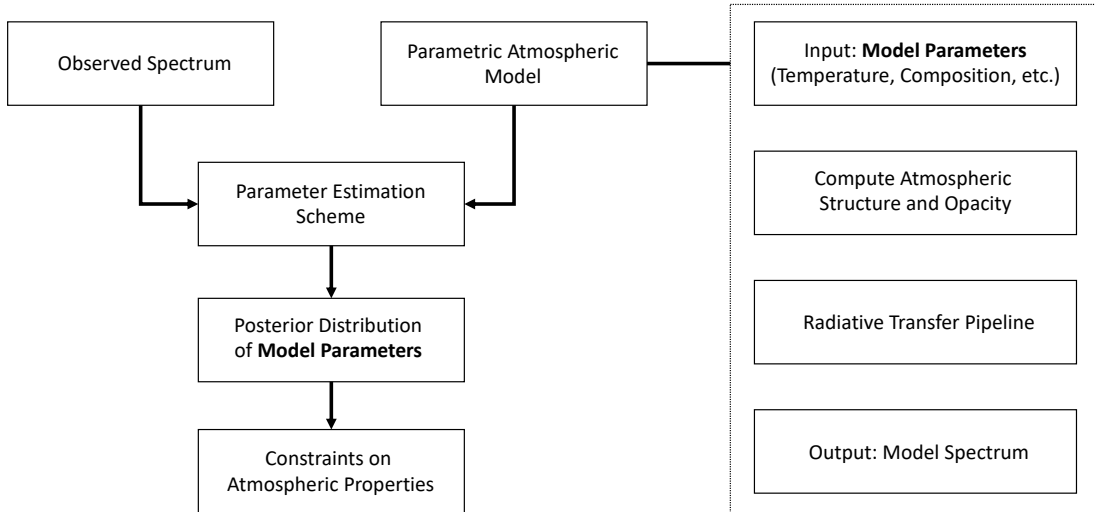 Observed Spectrum
Parametric Atmospheric
Model
Parameter Estimation
Scheme
Posterior Distribution
of Model Parameters
Constraints on
Atmospheric Properties
Input: Model Parameters
(Temperature, Composition, etc.)
Compute Atmospheric
Structure and Opacity
Radiative Transfer Pipeline
Output: Model Spectrum